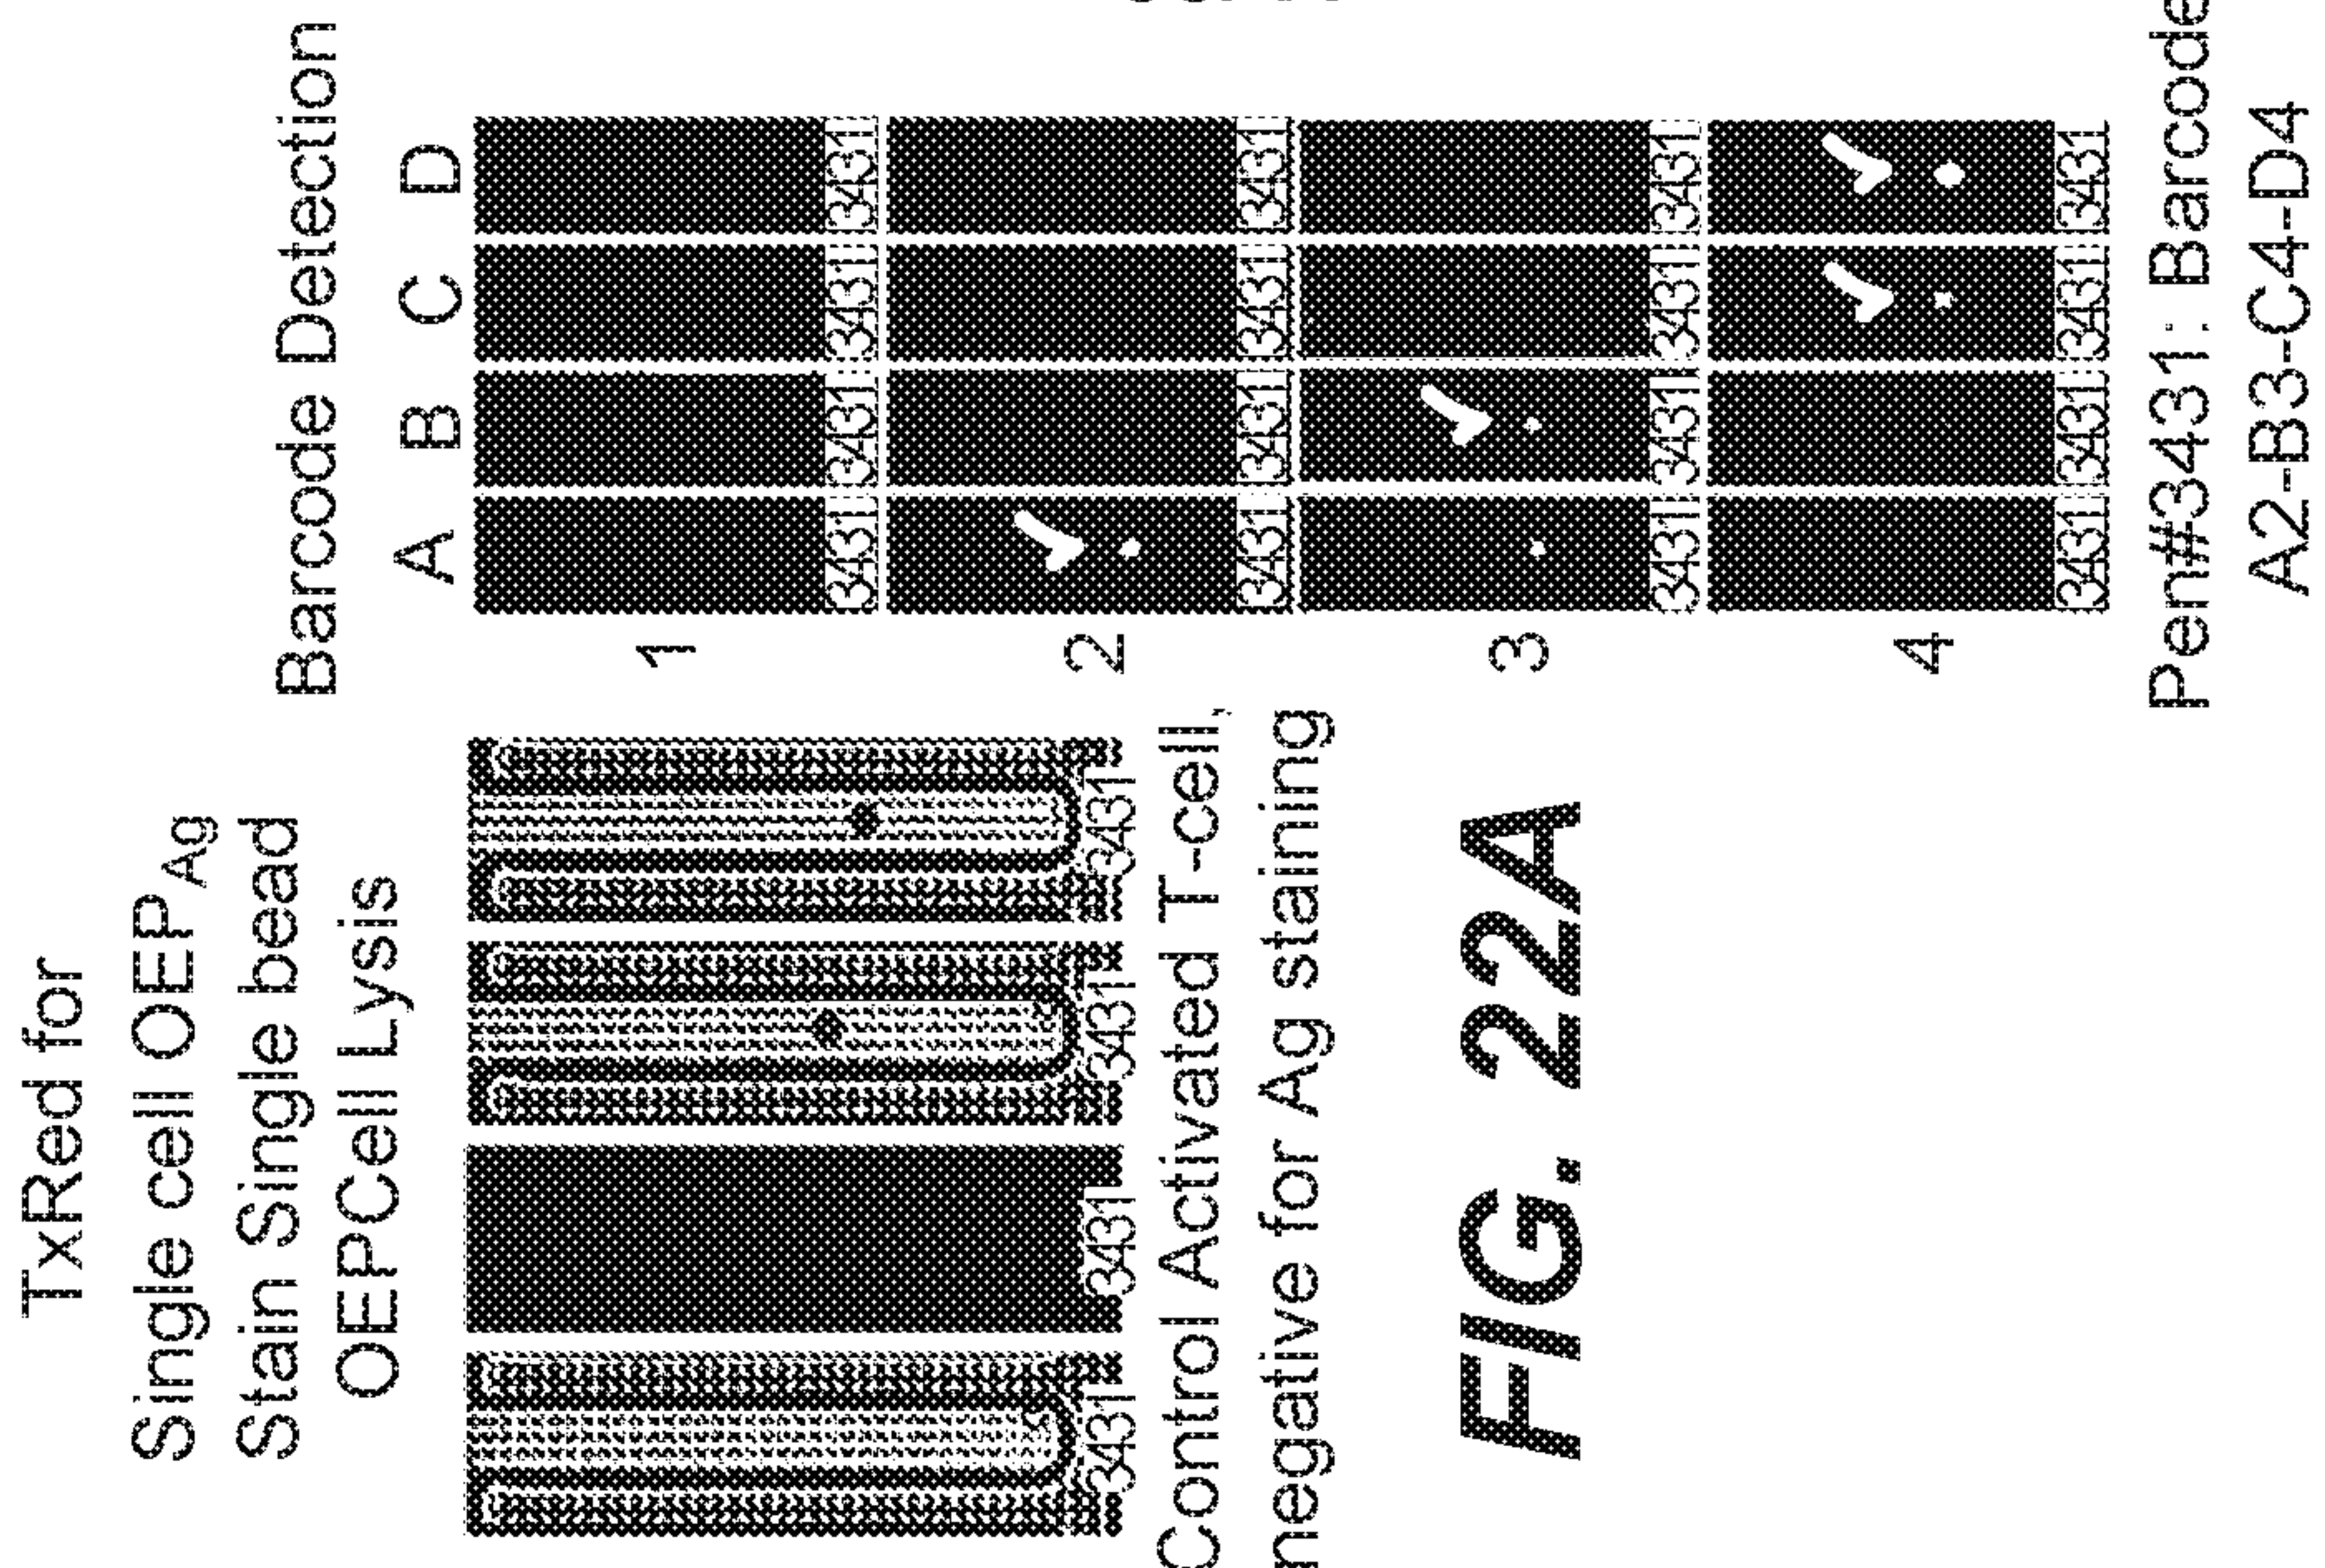 TxRed for
Single cell OEPAg
Stain Single bead
OEPCell Lysis
3431 3431 3431 3431
Control Activated T-cell,
negative for Ag staining
FIG. 22A
Barcode Detection
A B C D
1
3431 3431 3431 3431
2
3431 3431 3431 3431
3
3431 3431 3431 3431
4
3431 3431 3431 3431
Pen#3431: Barcode
A2-B3-C4-D4